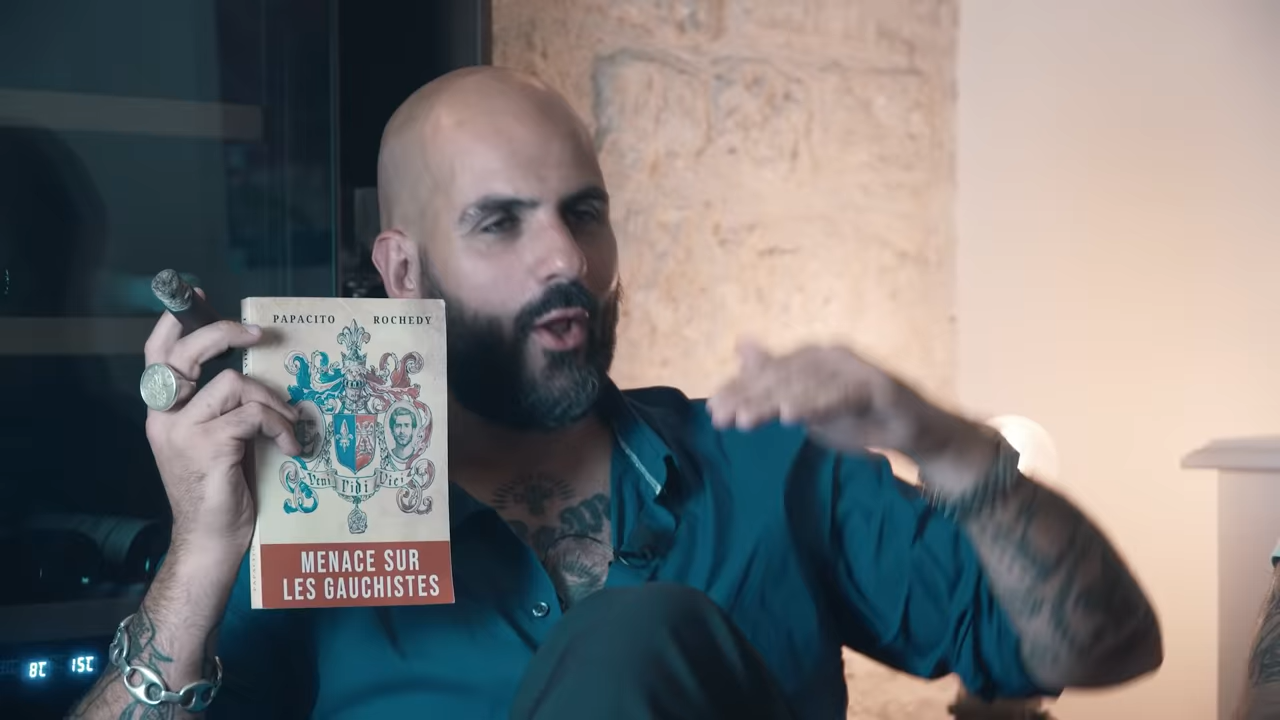 PAPACITO ROCHEDY
Veni Vidi Vici
MENACE SUR
LES GAUCHISTES
8C 15C